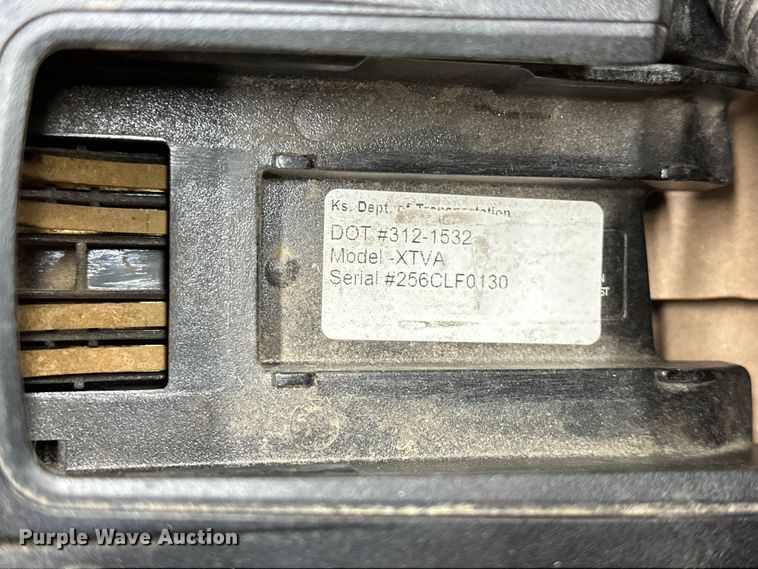 Ks. Dept. of Transportation
DOT #312-1532
Model -XTVA
Serial #256CLF0130
Purple Wave Auction